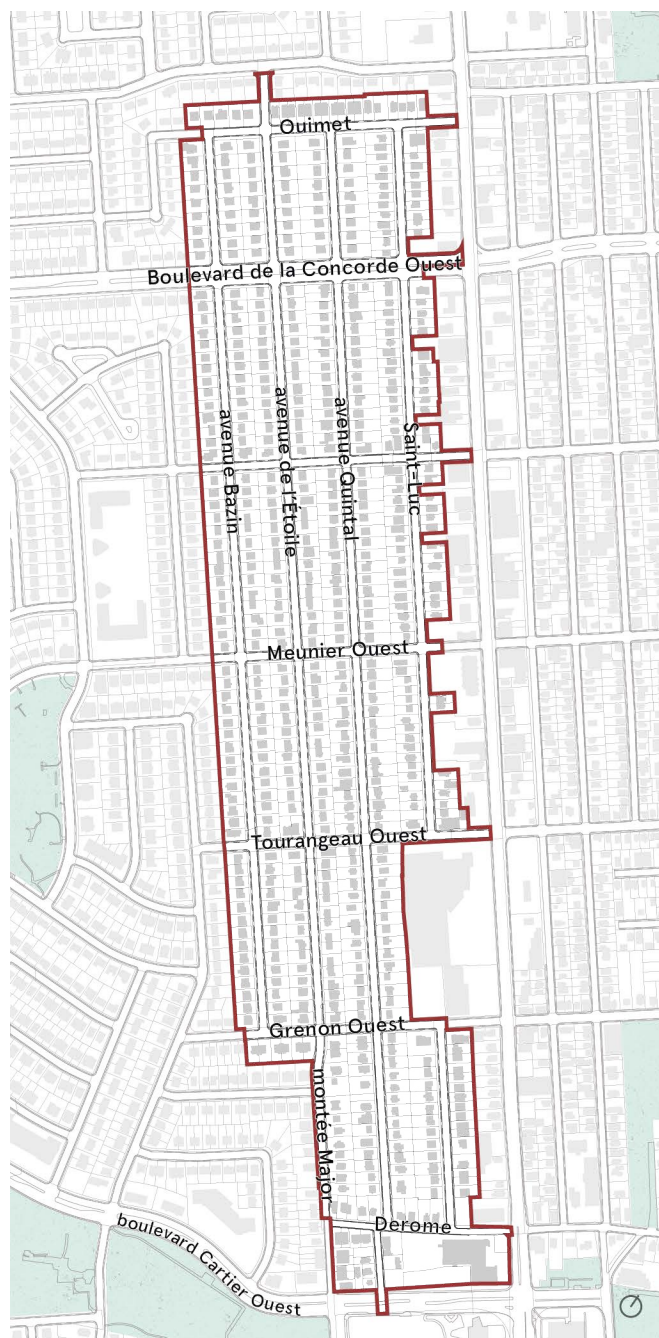 Ouimet
Boulevard de la Concorde Ouest
avenue Bazin
avenue de l'Étoile
avenue Quintal
Saint-Luc
Meunier Ouest
Tourangeau Ouest
Grenon Ouest
montée Major
Derome
boulevard Cartier Ouest